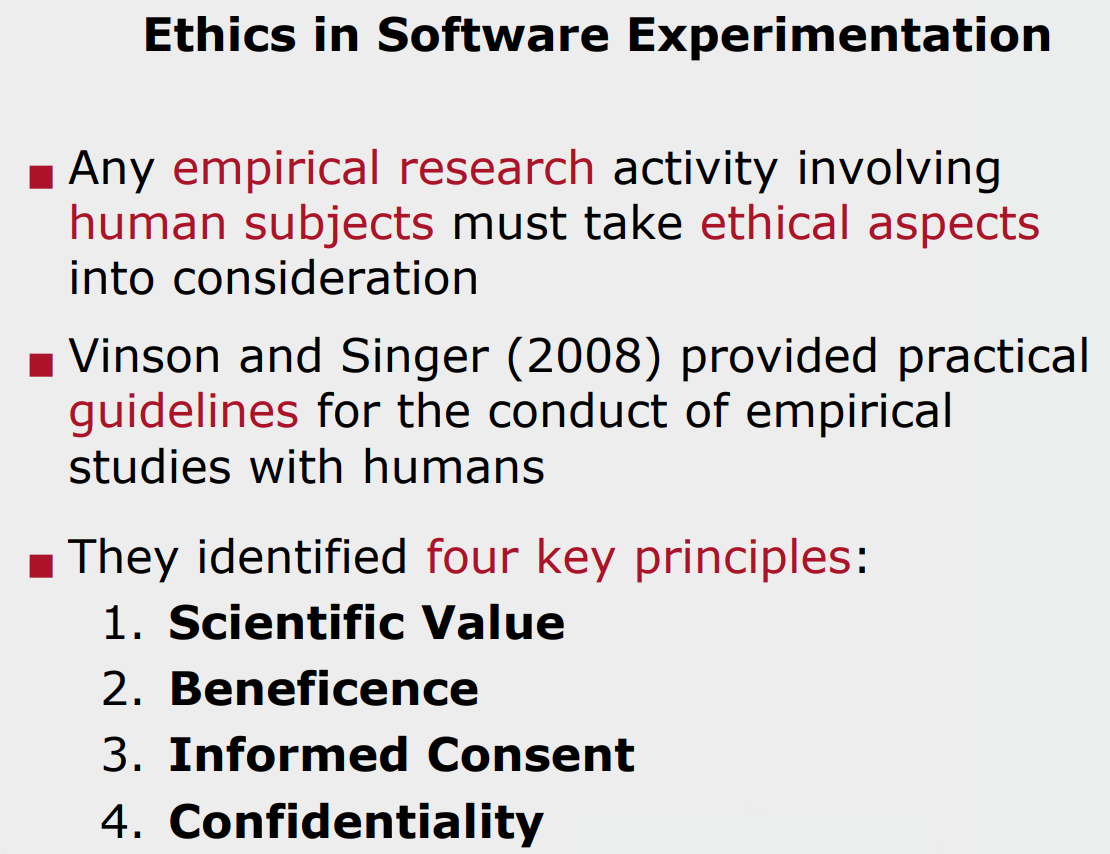 Ethics in Software Experimentation
Any empirical research activity involving
human subjects must take ethical aspects
into consideration
Vinson and Singer (2008) provided practical
guidelines for the conduct of empirical
studies with humans
They identified four key principles:
1. Scientific Value
2. Beneficence
3. Informed Consent
4. Confidentiality